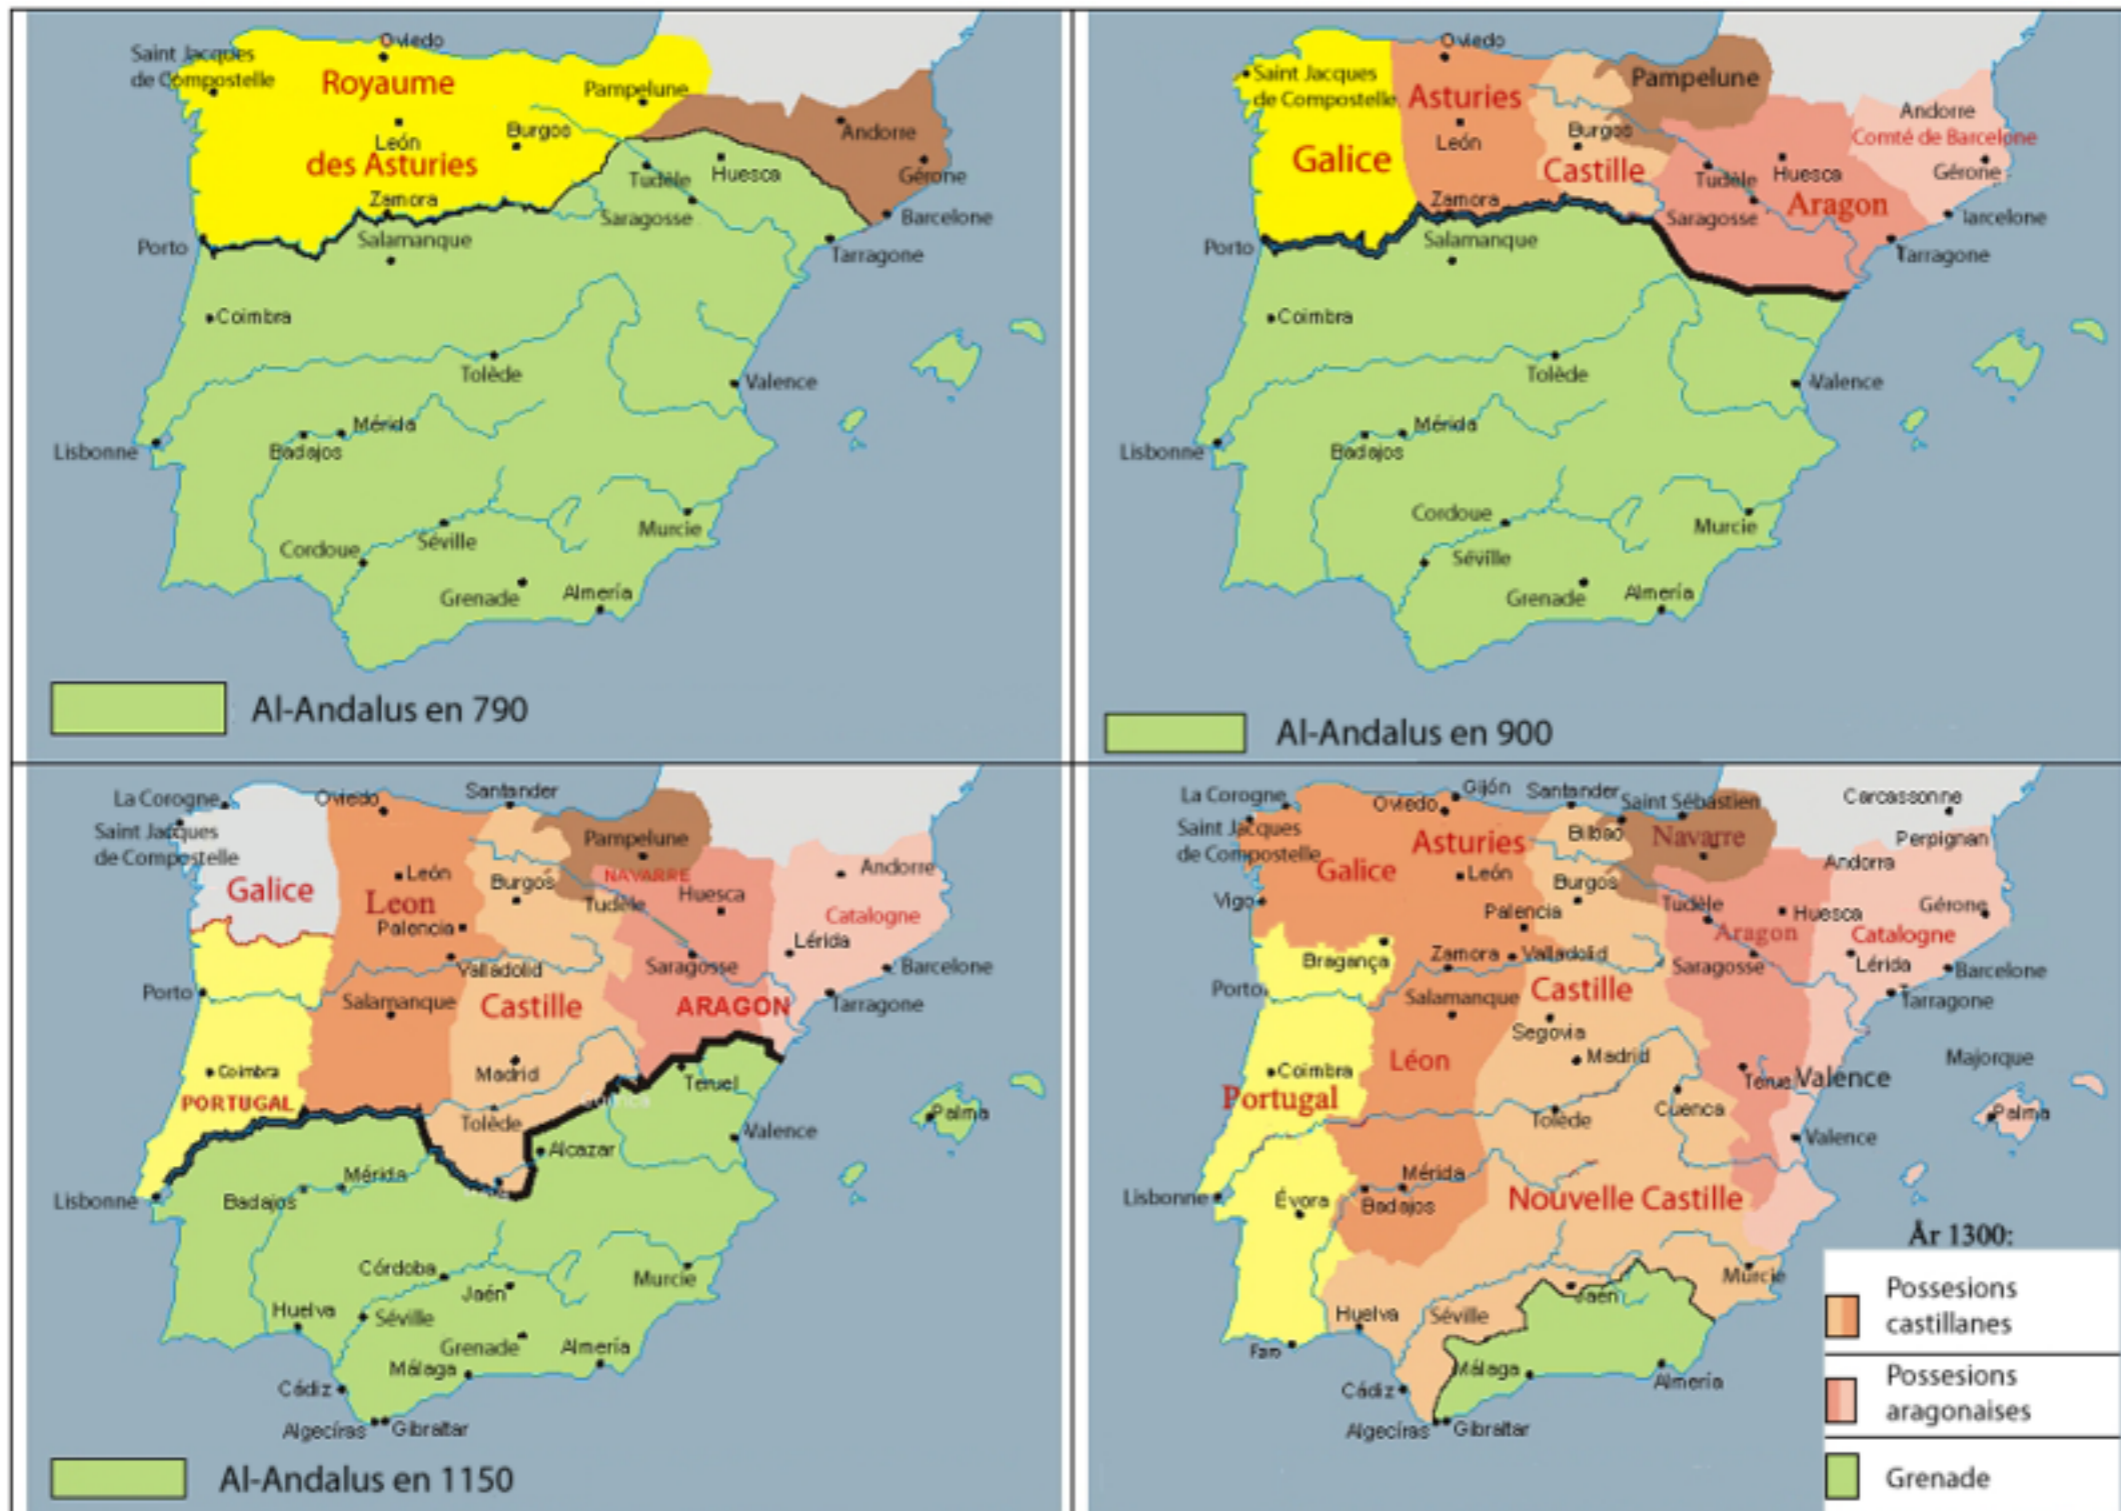 Oviedo
Saint Jacques
de Compostelle
Royaume
Pampelune
León
Burgos
Andorre
des Asturies
Tudèle
Huesca
Gérone
Zamora
Saragosse
Barcelone
Porto
Salamanque
Tarragone
Coimbra
Tolède
Valence
Mérida
Lisbonne
Badajos
Murcie
Séville
Cordoue
Grenade
Almería
Al-Andalus en 790
Oviedo
Saint Jacques
de Compostelle
Asturies
Pampelune
Andorre
Comté de Barcelone
Burgos
León
Galice
Castille
Tudèle
Huesca
Gérone
Zamora
Saragosse
Aragon
larcelone
Porto
Salamanque
Tarragone
Coimbra
Tolède
Valence
Mérida
Lisbonne
Badajos
Cordoue
Murcie
Séville
Grenade
Almería
Al-Andalus en 900
La Corogne
Oviedo
Santander
Saint Jacques
de Compostelle
Pampelune
Andorre
León
NAVARRE
Galice
Burgos
Huesca
Leon
Tudèle
Catalogne
Palencia
Lérida
Valladolid
Saragosse
Barcelone
Porto
Salamanque
Castille
ARAGON
Tarragone
Coimbra
Madrid
Teruel
PORTUGAL
Tolède
Palma
Valence
Alcazar
Mérida
Lisbonne
Badajos
Córdoba
Murcie
Jaén
Huelva
Séville
Grenade
Almería
Málaga
Cádiz
Algecíras
Gibraltar
Al-Andalus en 1150
La Corogne
Gijón
Santander
Saint Sébastien
Carcassonne
Oviedo
Saint Jacques
de Compostelle
Asturies
Bilbao
Navarre
Perpignan
Galice
Andorra
León
Burgos
Vigo
Palencia
Tudèle
Huesca
Gérone
Aragon
Catalogne
Bragança
Zamora
Valladolid
Saragosse
Lérida
Barcelone
Porto
Salamanque
Castille
Tarragone
Segovia
Léon
Madrid
Majorque
Coimbra
Terue
Valence
Portugal
Cuenca
Tolède
Palma
Valence
Mérida
Lisbonne
Évora
Badajos
Nouvelle Castille
Murcie
Jaén
Huelva
Séville
Faro
Málaga
Almería
Cádiz
Algecíras
Gibraltar
År 1300:
Possesions
castillanes
Possesions
aragonaises
Grenade